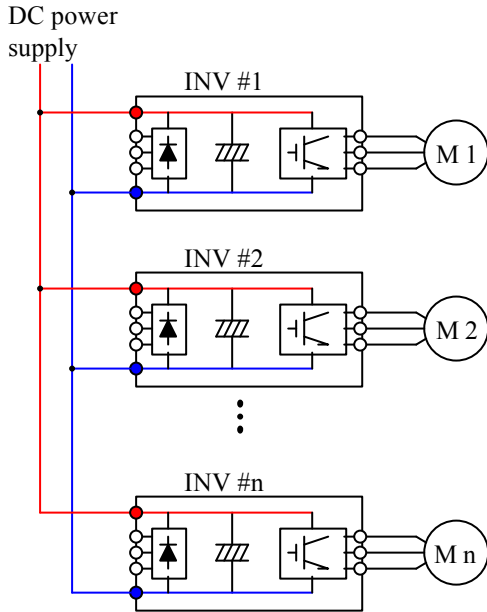 DC power
supply
INV #1
M 1
INV #2
M 2
INV #n
M n